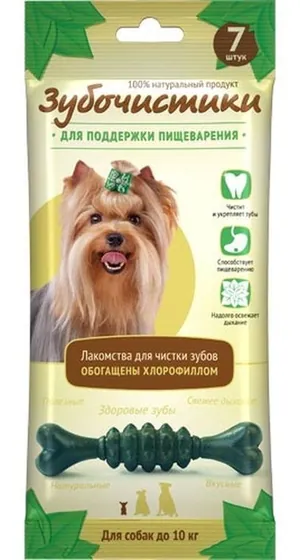 7
штук
100% натуральный продукт
Зубочистики
ДЛЯ ПОДДЕРЖКИ ПИЩЕВАРЕНИЯ
Чистит
и укрепляет зубы
Способствует
пищеварению
Надолго освежает
дыхание
Лакомства для чистки зубов
ОБОГАЩЕНЫ ХЛОРОФИЛЛОМ
Полезные
Свежее дыхание
Здоровые зубы
Натуральные
Вкусные
Для собак до 10 кг